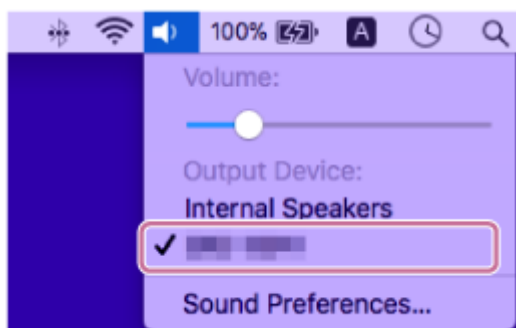 100% A
Volume:
Output Device:
Internal Speakers
Sound Preferences...